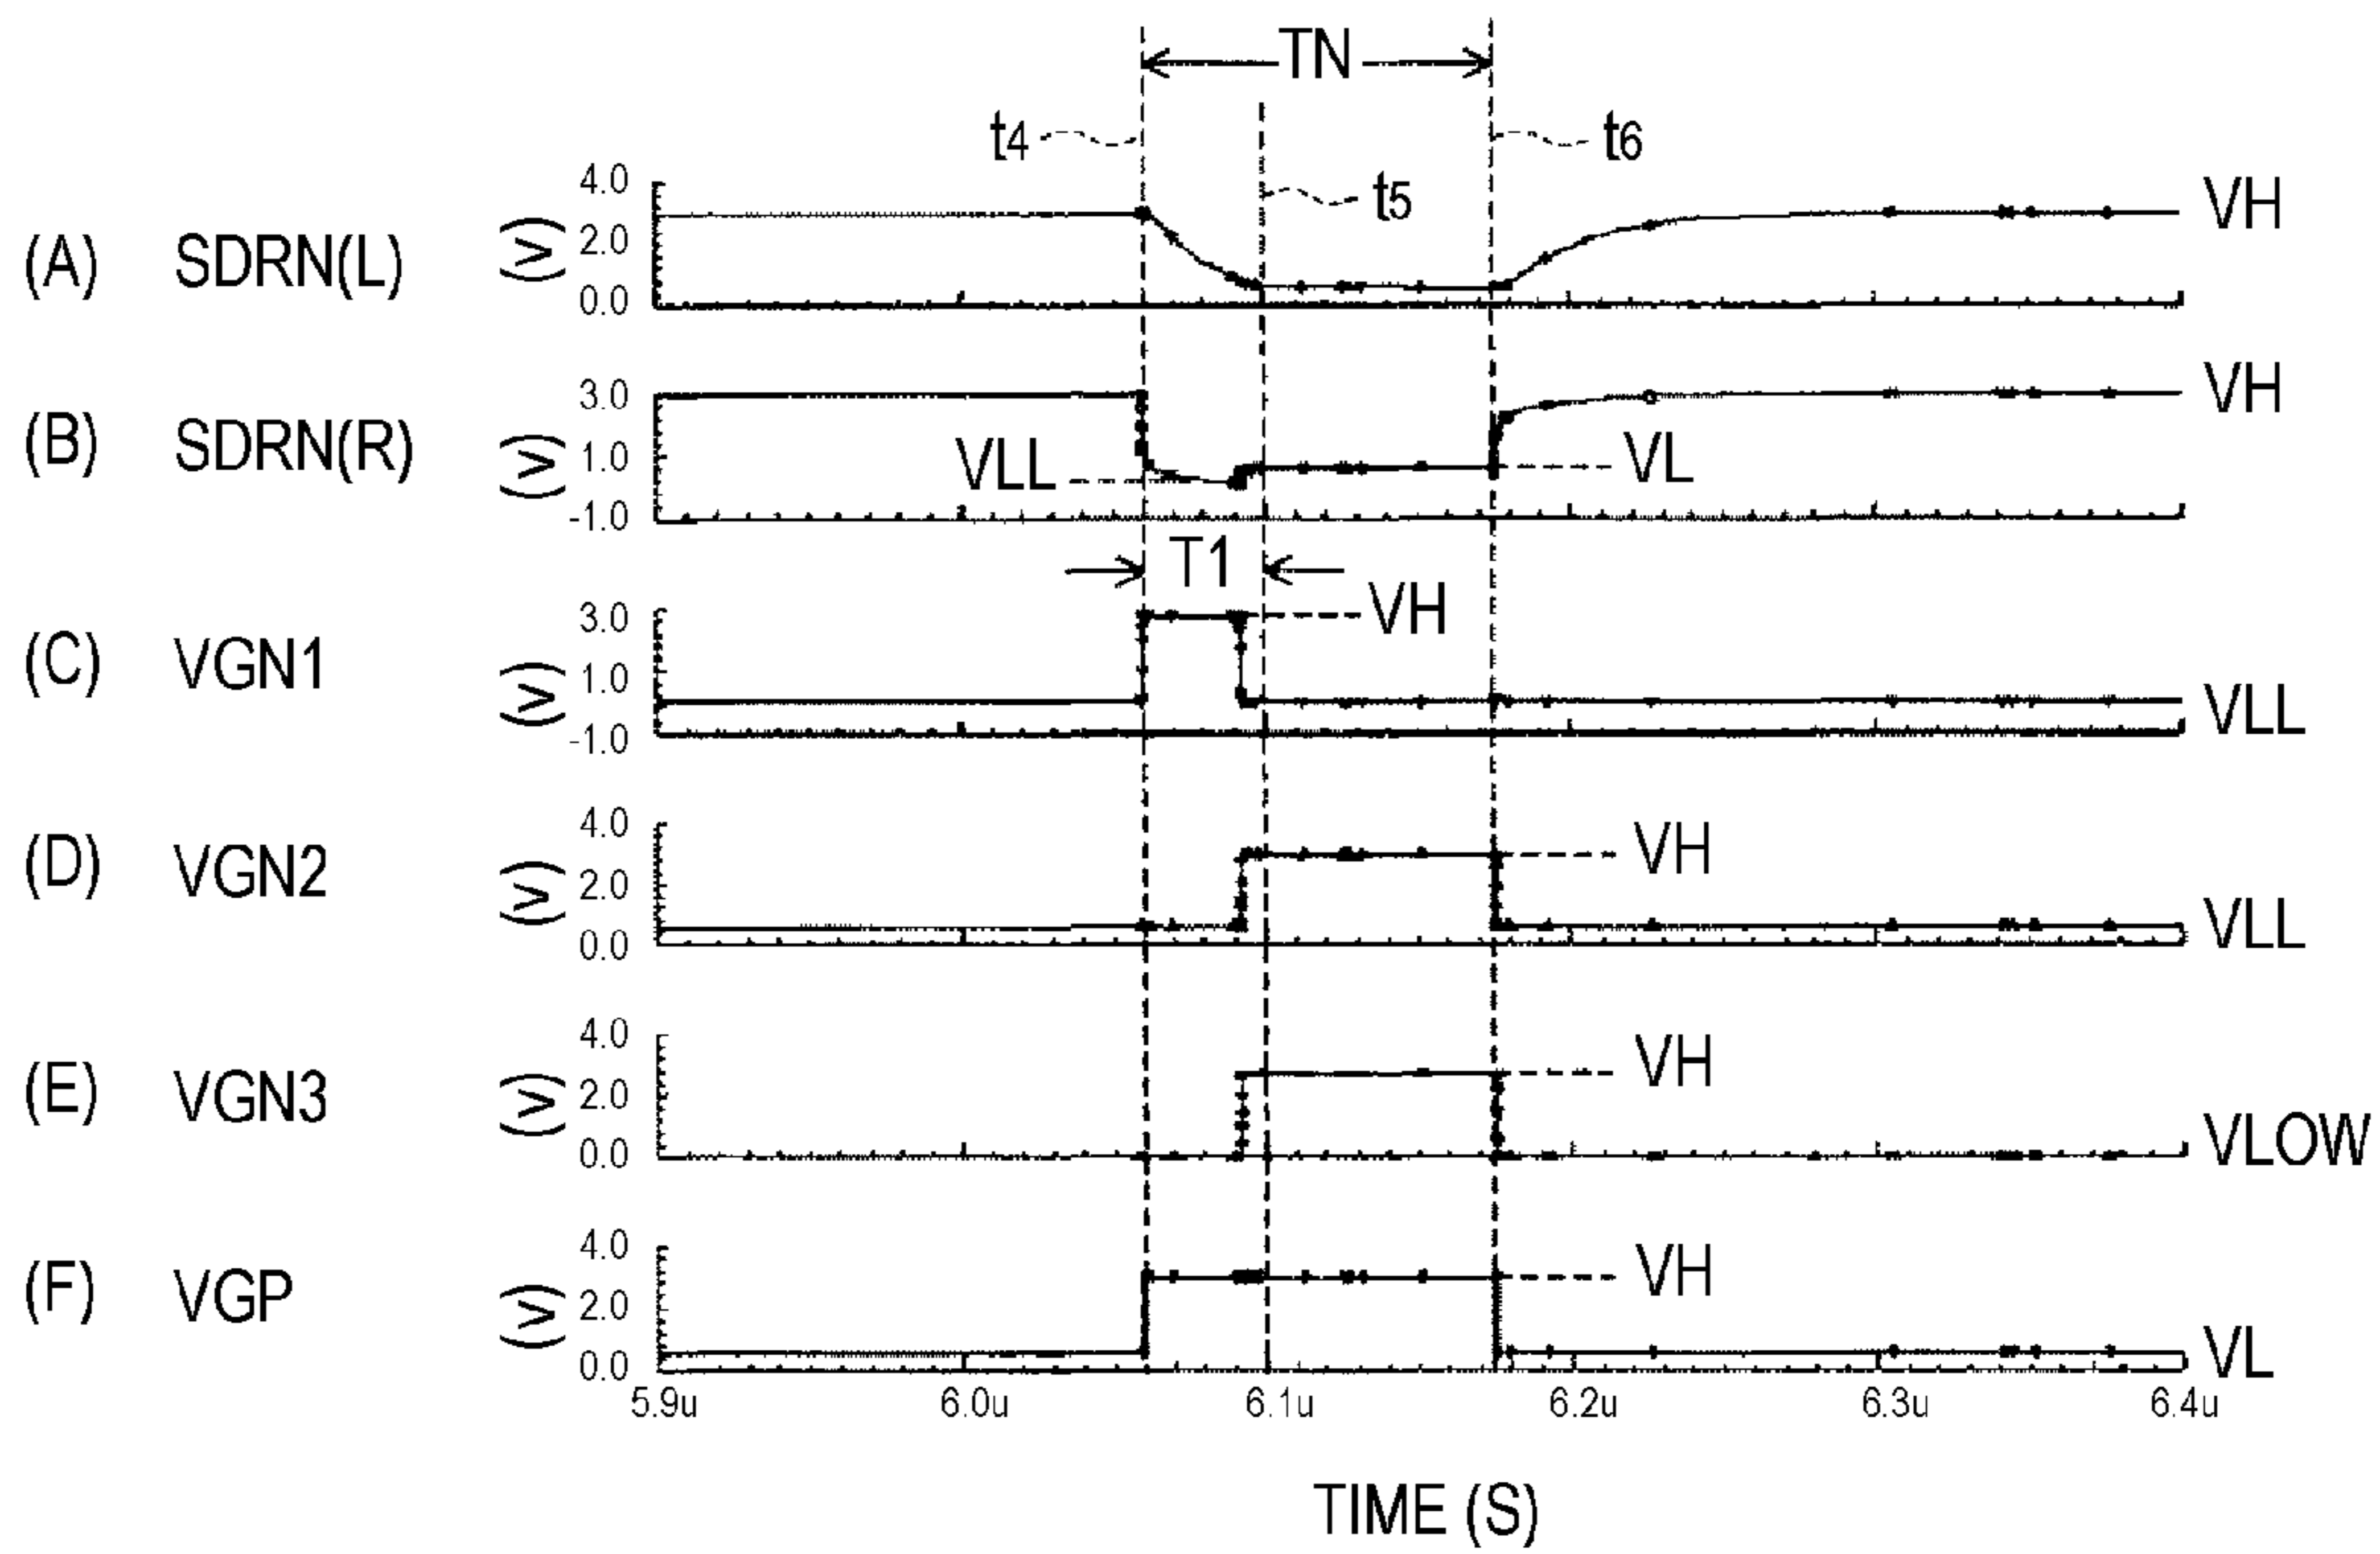 TN
t4
t5
t6
(A) SDRN(L) (V) 4.0 2.0 0.0 VH
(B) SDRN(R) (V) 3.0 1.0 -1.0 VLL VL VH
T1
(C) VGN1 (V) 3.0 1.0 -1.0 VH VLL
(D) VGN2 (V) 4.0 2.0 0.0 VH VLL
(E) VGN3 (V) 4.0 2.0 0.0 VH VLOW
(F) VGP (V) 4.0 2.0 0.0 VH VL
5.9u 6.0u 6.1u 6.2u 6.3u 6.4u
TIME (S)